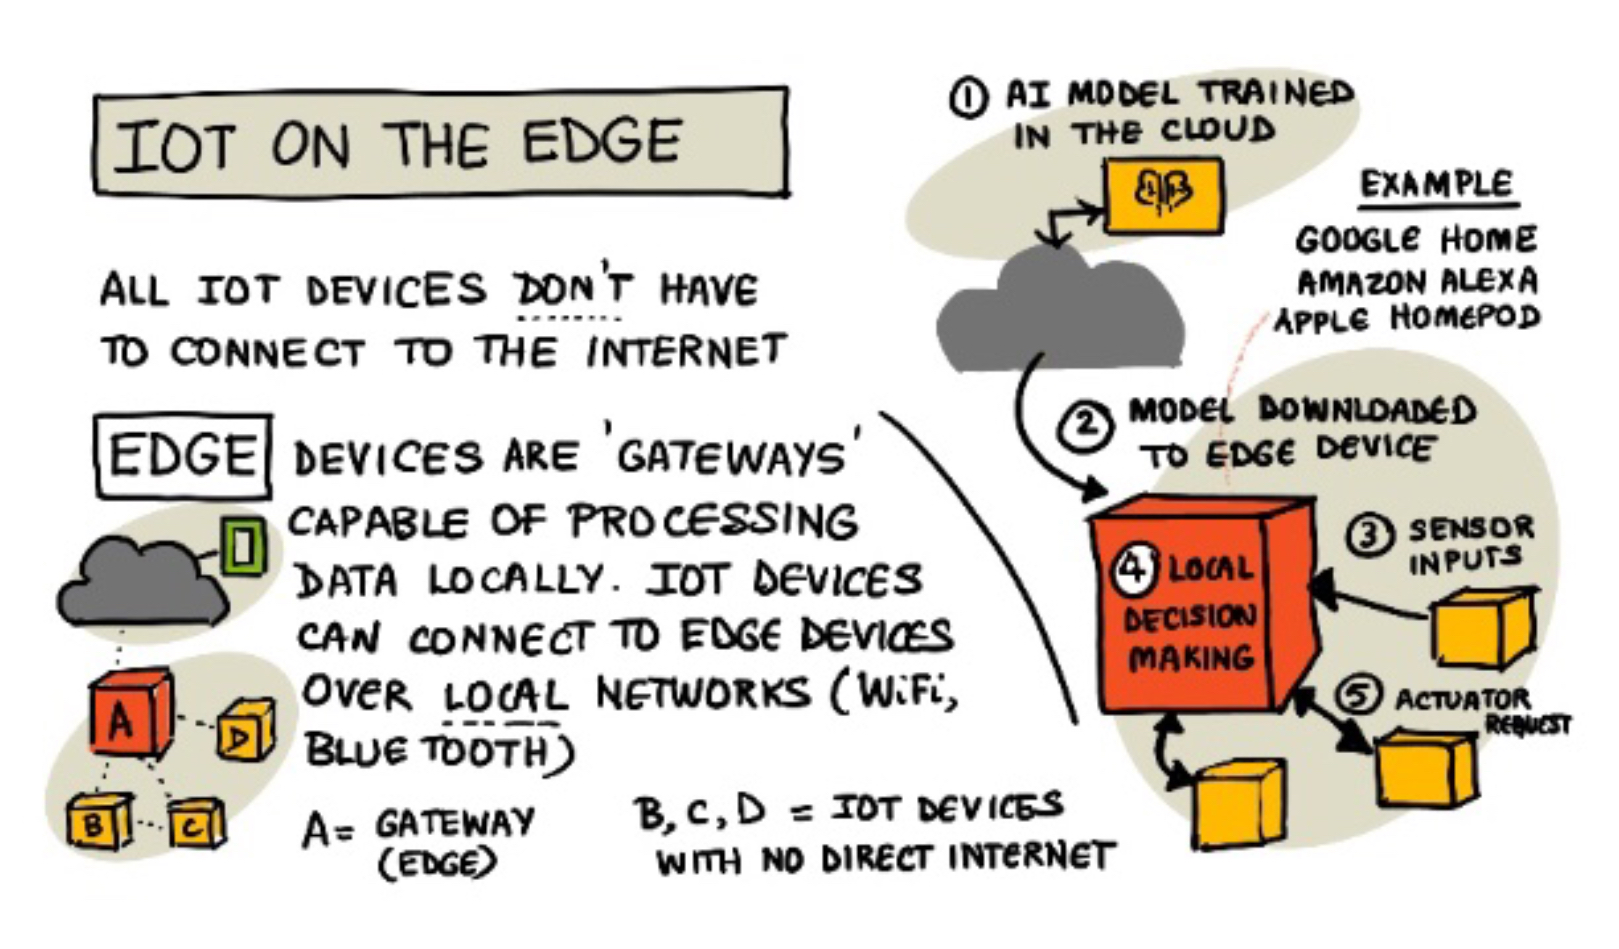 IOT ON THE EDGE
ALL IOT DEVICES DON'T HAVE
TO CONNECT TO THE INTERNET
EDGE DEVICES ARE 'GATEWAYS'
CAPABLE OF PROCESSING
DATA LOCALLY. IOT DEVICES
CAN CONNECT TO EDGE DEVICES
OVER LOCAL NETWORKS (WiFi,
BLUETOOTH)
A
D
B
C
A= GATEWAY
(EDGE)
B, C, D = IOT DEVICES
WITH NO DIRECT INTERNET
1 AI MODEL TRAINED
IN THE CLOUD
EXAMPLE
GOOGLE HOME
AMAZON ALEXA
APPLE HOMEPOD
2 MODEL DOWNLOADED
TO EDGE DEVICE
3 SENSOR
INPUTS
4 LOCAL
DECISION
MAKING
5 ACTUATOR
REQUEST